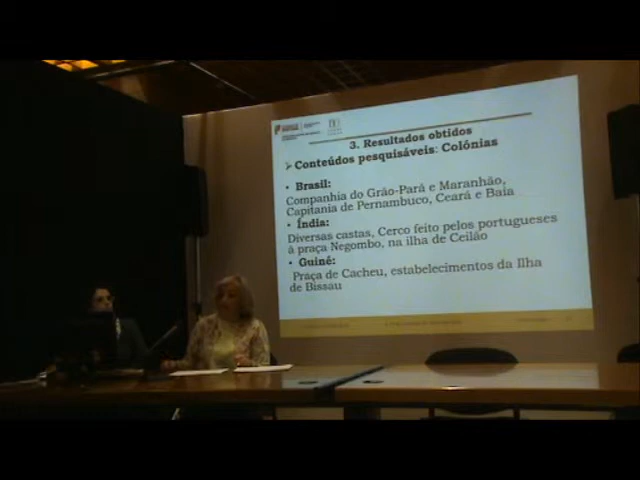 3. Resultados obtidos
➢ Conteúdos pesquisáveis: Colónias
• Brasil:
Companhia do Grão-Pará e Maranhão,
Capitania de Pernambuco, Ceará e Baía
• Índia:
Diversas castas, Cerco feito pelos portugueses
à praça Negombo, na ilha de Ceilão
• Guiné:
Praça de Cacheu, estabelecimentos da Ilha
de Bissau